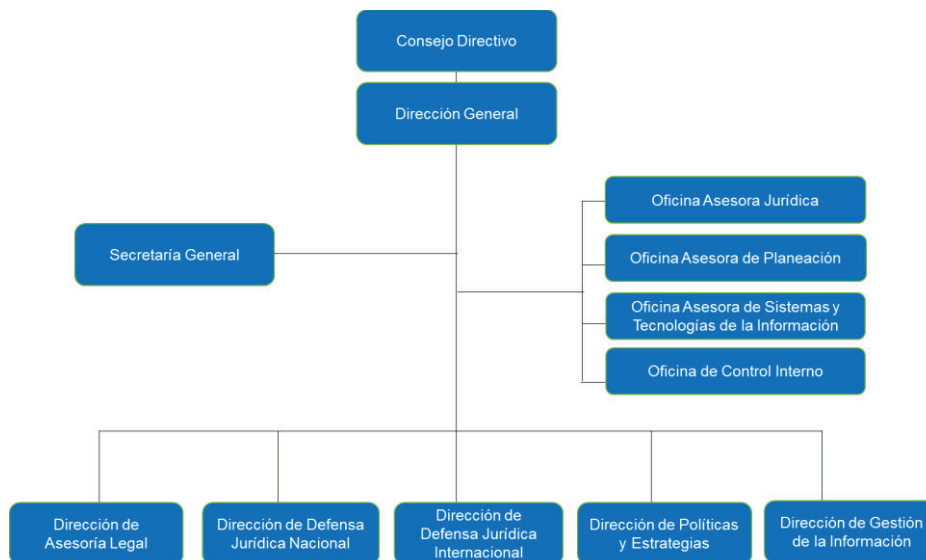 Consejo Directivo
Dirección General
Oficina Asesora Jurídica
Secretaría General
Oficina Asesora de Planeación
Oficina Asesora de Sistemas y
Tecnologías de la Información
Oficina de Control Interno
Dirección de
Asesoría Legal
Dirección de Defensa
Jurídica Nacional
Dirección de
Defensa Jurídica
Internacional
Dirección de Políticas
y Estrategias
Dirección de Gestión
de la Información